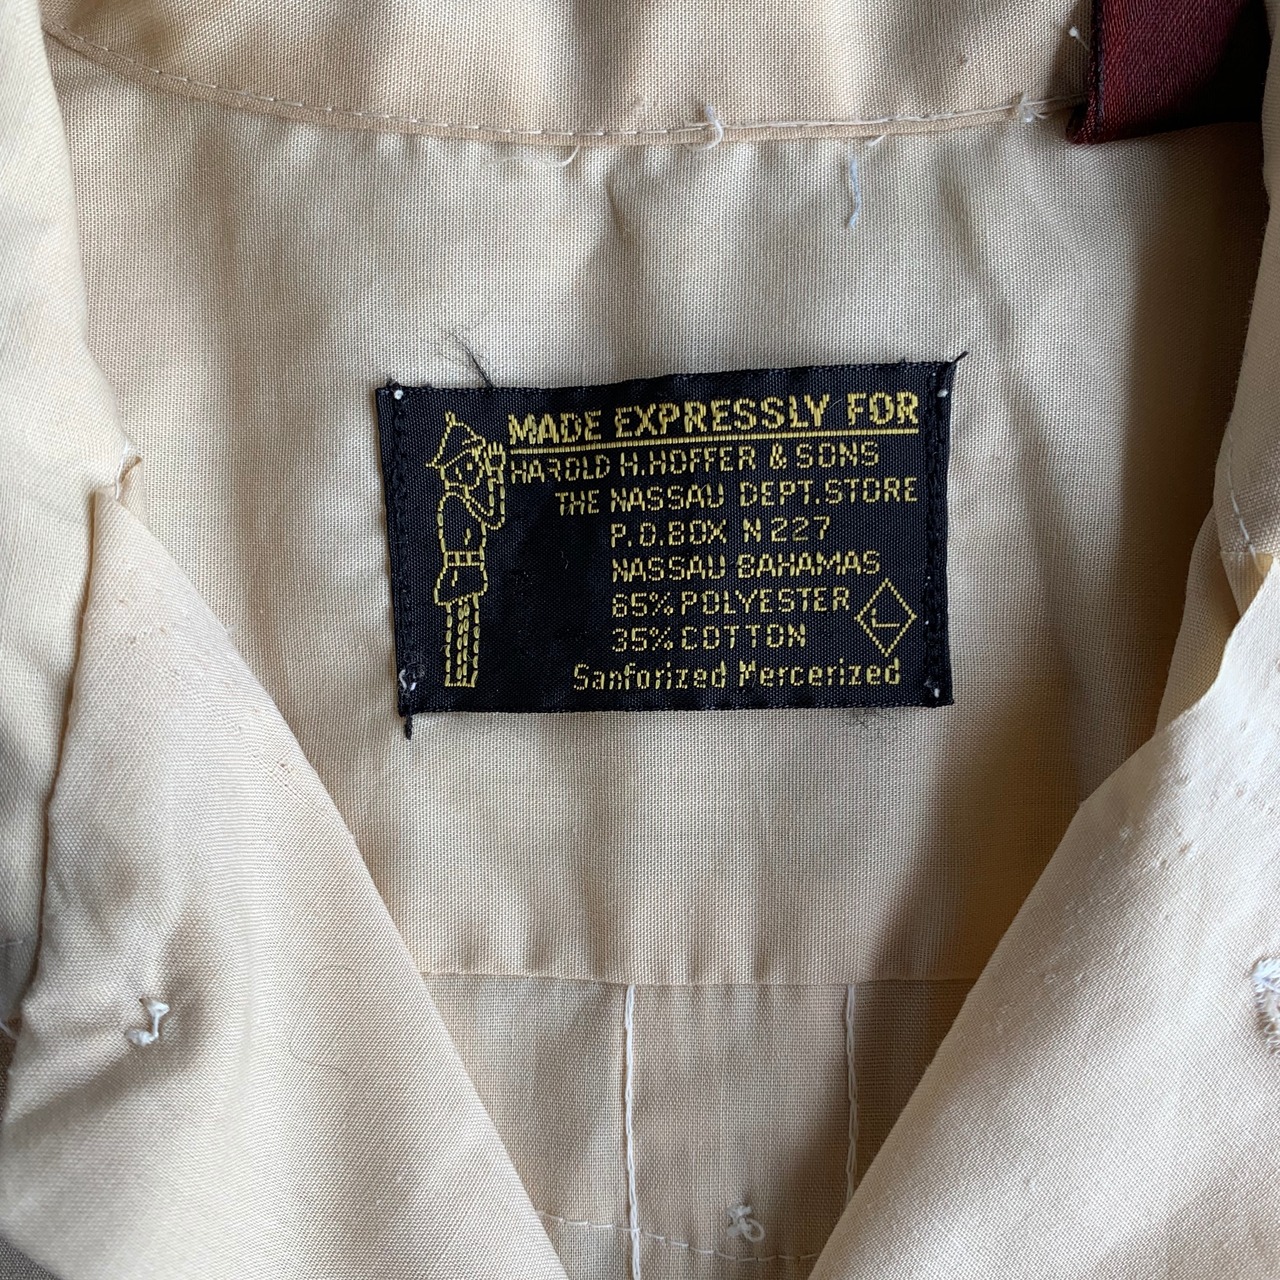 MADE EXPRESSLY FOR
HAROLD H.HOFFER & SONS
THE NASSAU DEPT.STORE
P.O.BOX N 227
NASSAU BAHAMAS
65% POLYESTER
35% COTTON
L
Sanforized Mercerized